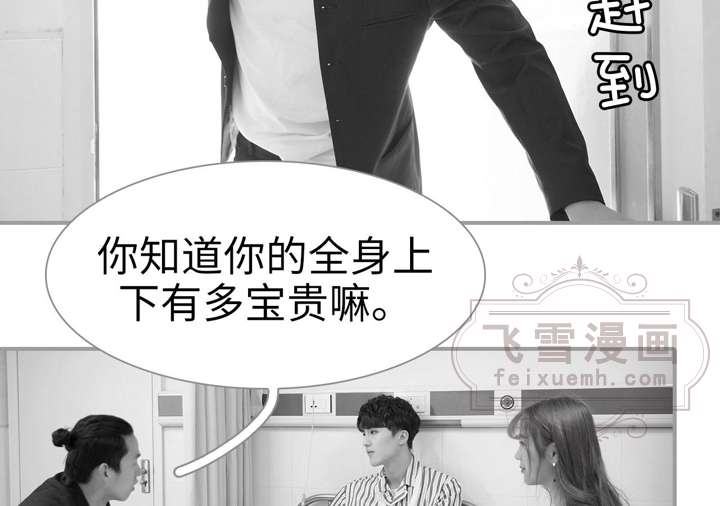 赶到
你知道你的全身上
下有多宝贵嘛。
飞雪漫画
feixuemh.com